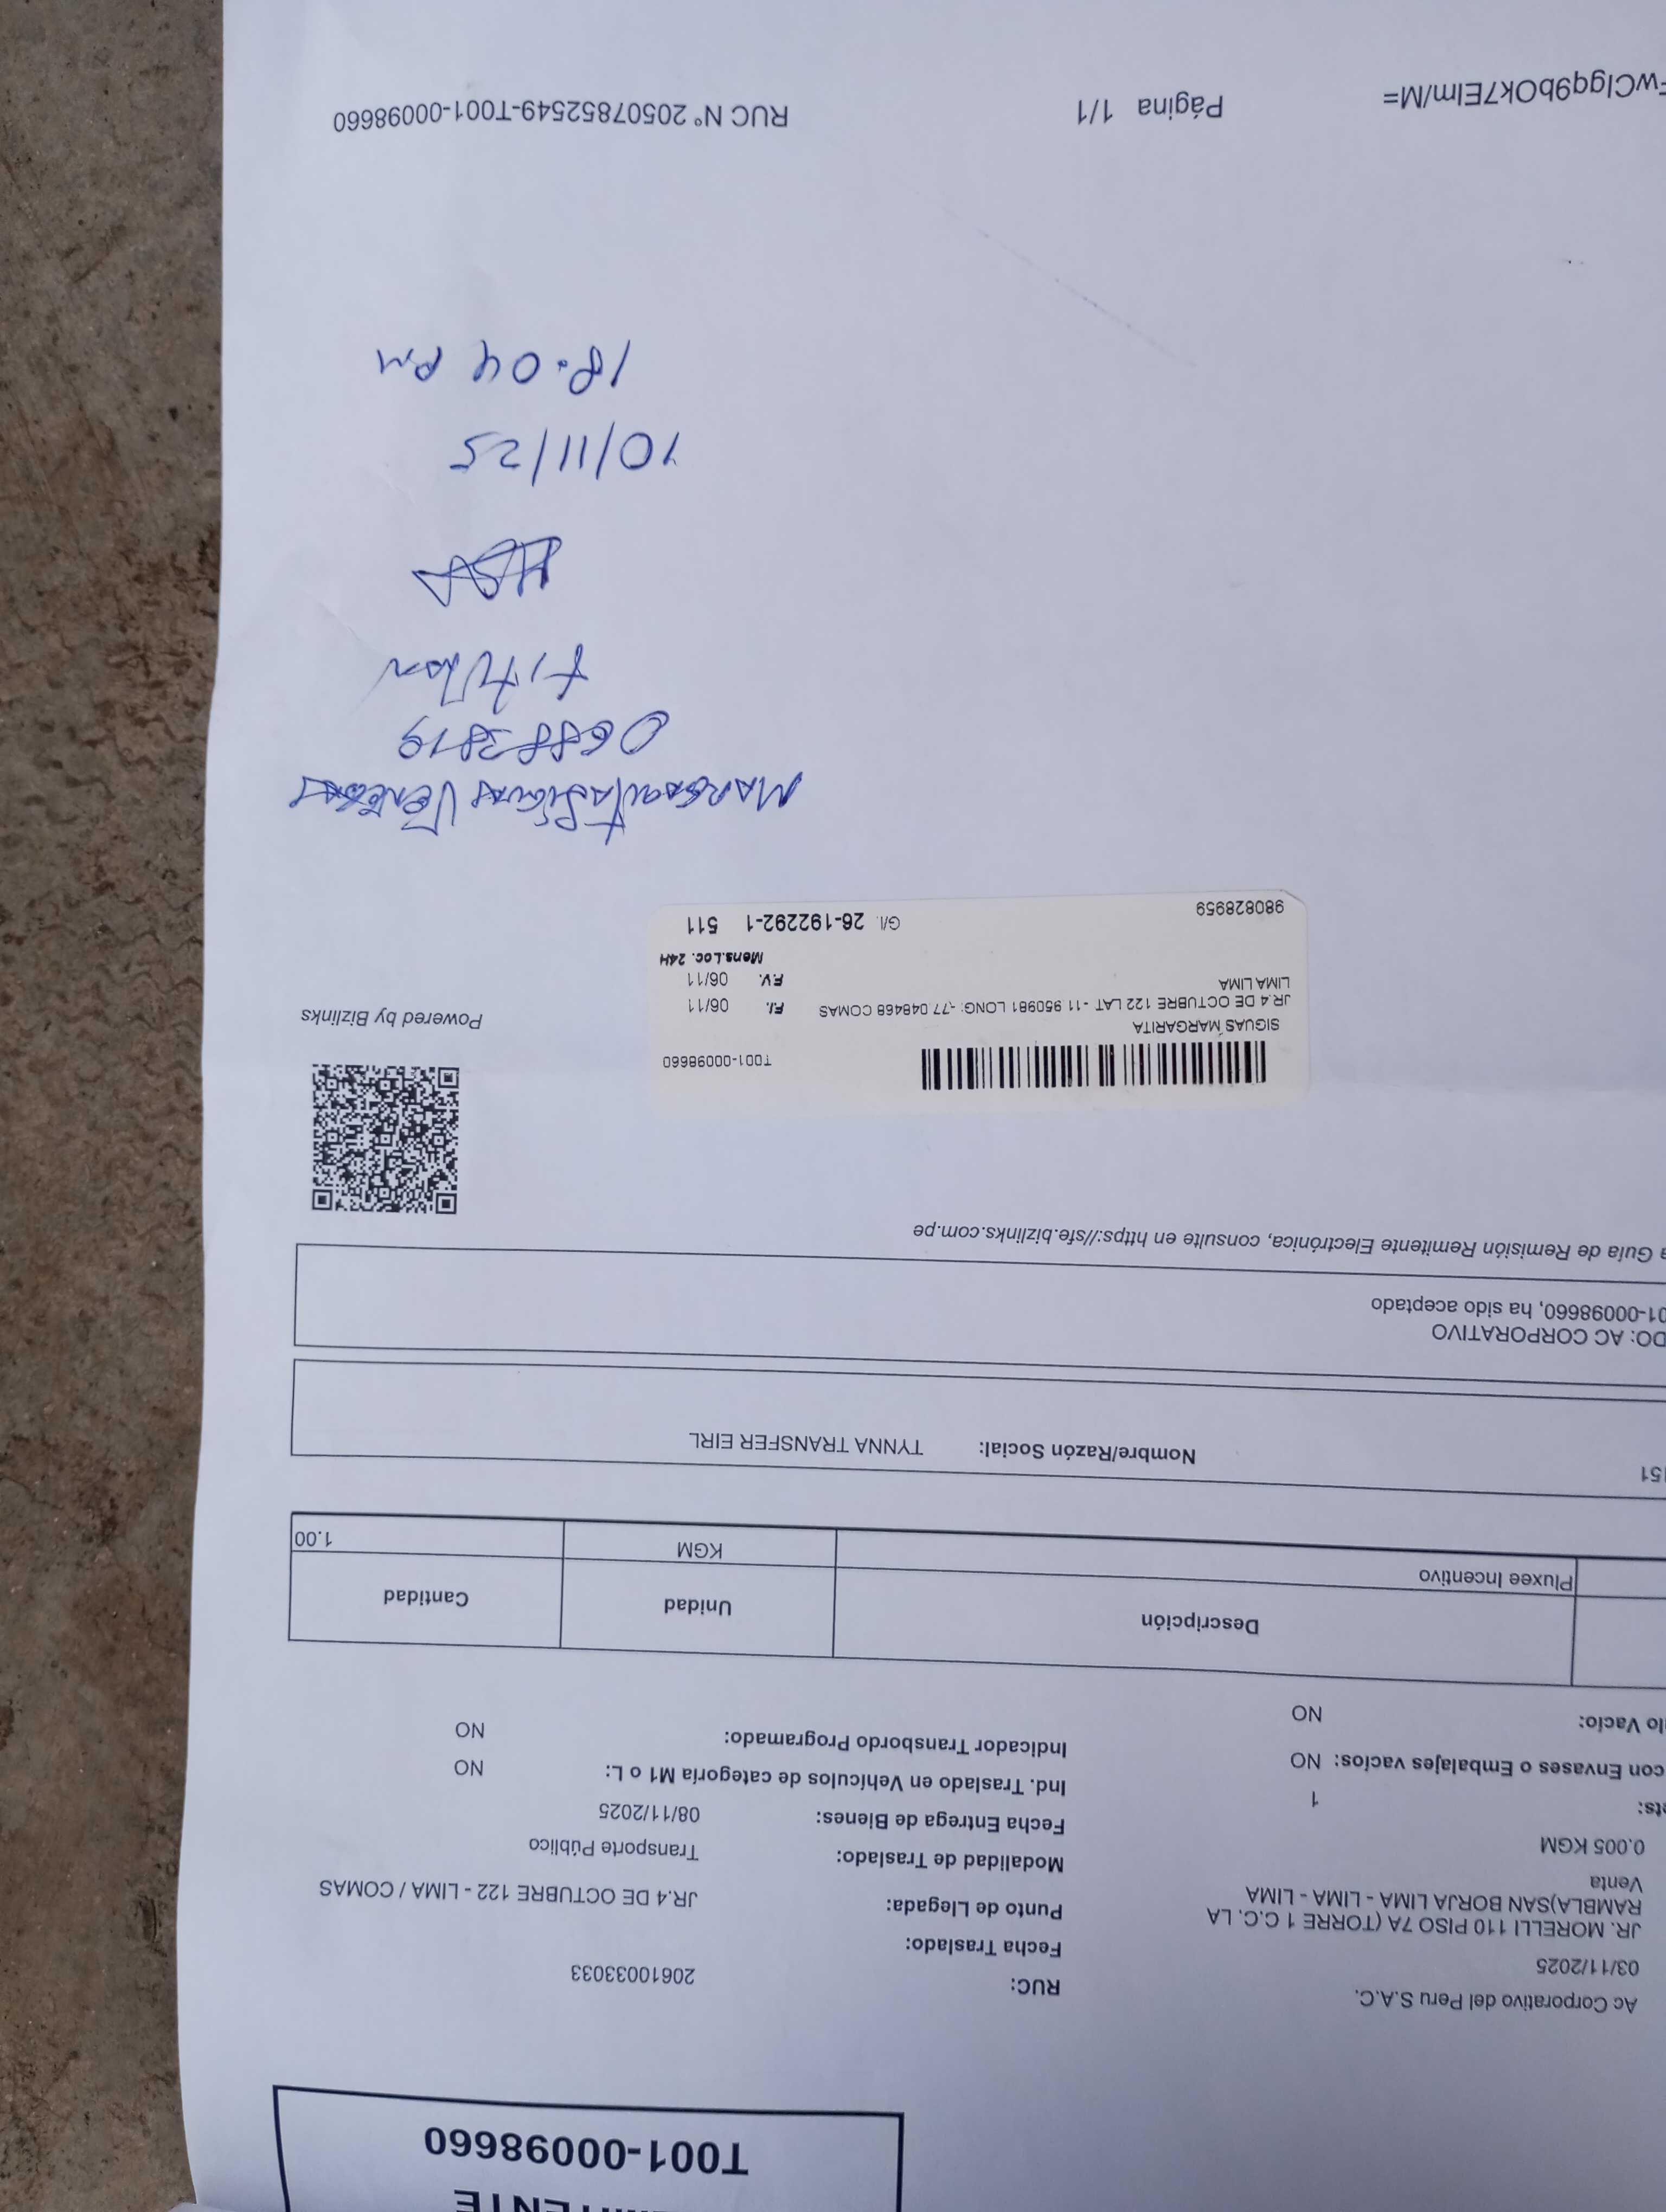 T001-00098660
Ac Corporativo del Peru S.A.C.
RUC: 20610033033
03/11/2025
Fecha Traslado:
JR. MORELLI 110 PISO 7A (TORRE 1 C.C. LA
RAMBLA)SAN BORJA LIMA - LIMA - LIMA
Punto de Llegada: JR.4 DE OCTUBRE 122 - LIMA / COMAS
Venta
Modalidad de Traslado: Transporte Público
0.005 KGM
Fecha Entrega de Bienes: 08/11/2025
1
Ind. Traslado en Vehículos de categoría M1 o L: NO
con Envases o Embalajes vacíos: NO
Indicador Transbordo Programado: NO
Vacío: NO
Descripción Unidad Cantidad
Pluxee Incentivo KGM 1.00
151 Nombre/Razón Social: TYNNA TRANSFER EIRL
DO: AC CORPORATIVO
01-00098660, ha sido aceptado
a Guía de Remisión Remitente Electrónica, consulte en https://sfe.bizlinks.com.pe
T001-00098660
SIGUAS MARGARITA
JR.4 DE OCTUBRE 122 LAT -11 950981 LONG: -77.048468 COMAS
LIMA LIMA
F.I. 06/11
F.V. 06/11
Mens.Loc. 24H
980828959 G/I. 26-192292-1 511
Powered by Bizlinks
MARGARITA SIGUAS VENEGAS
06883819
titular
10/11/25
18:04 PM
wCIgq9bOk7EIm/M= Página 1/1 RUC N° 20507852549-T001-00098660